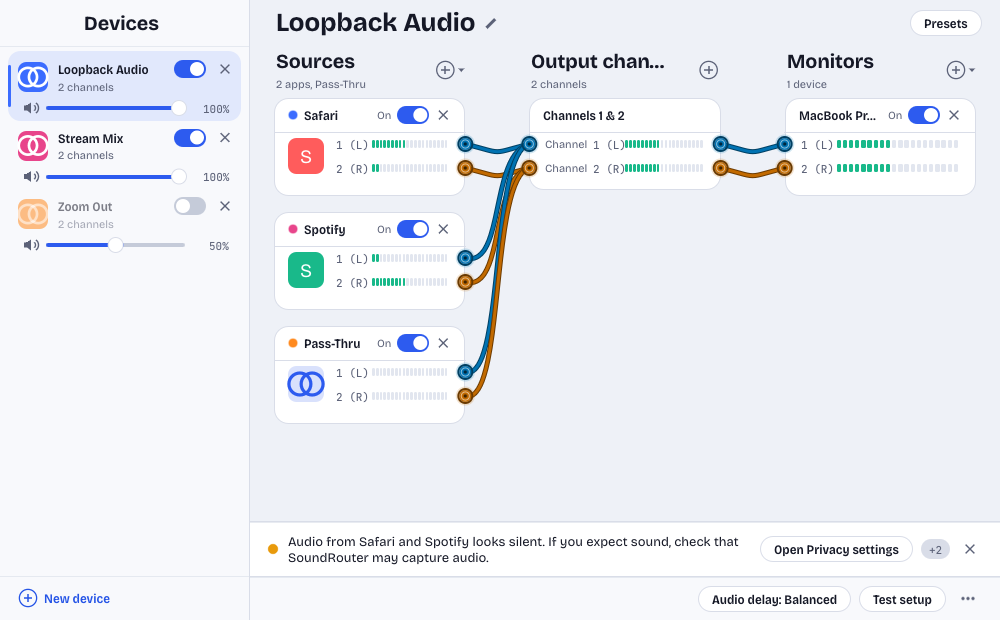 Devices
Loopback Audio
2 channels
100%
Stream Mix
2 channels
100%
Zoom Out
2 channels
50%
New device
Loopback Audio
Presets
Sources
2 apps, Pass-Thru
Output chan...
2 channels
Monitors
1 device
Safari On
S
1 (L)
2 (R)
Spotify On
S
1 (L)
2 (R)
Pass-Thru On
1 (L)
2 (R)
Channels 1 & 2
Channel 1 (L)
Channel 2 (R)
MacBook Pr... On
1 (L)
2 (R)
Audio from Safari and Spotify looks silent. If you expect sound, check that
SoundRouter may capture audio.
Open Privacy settings
+2
Audio delay: Balanced
Test setup